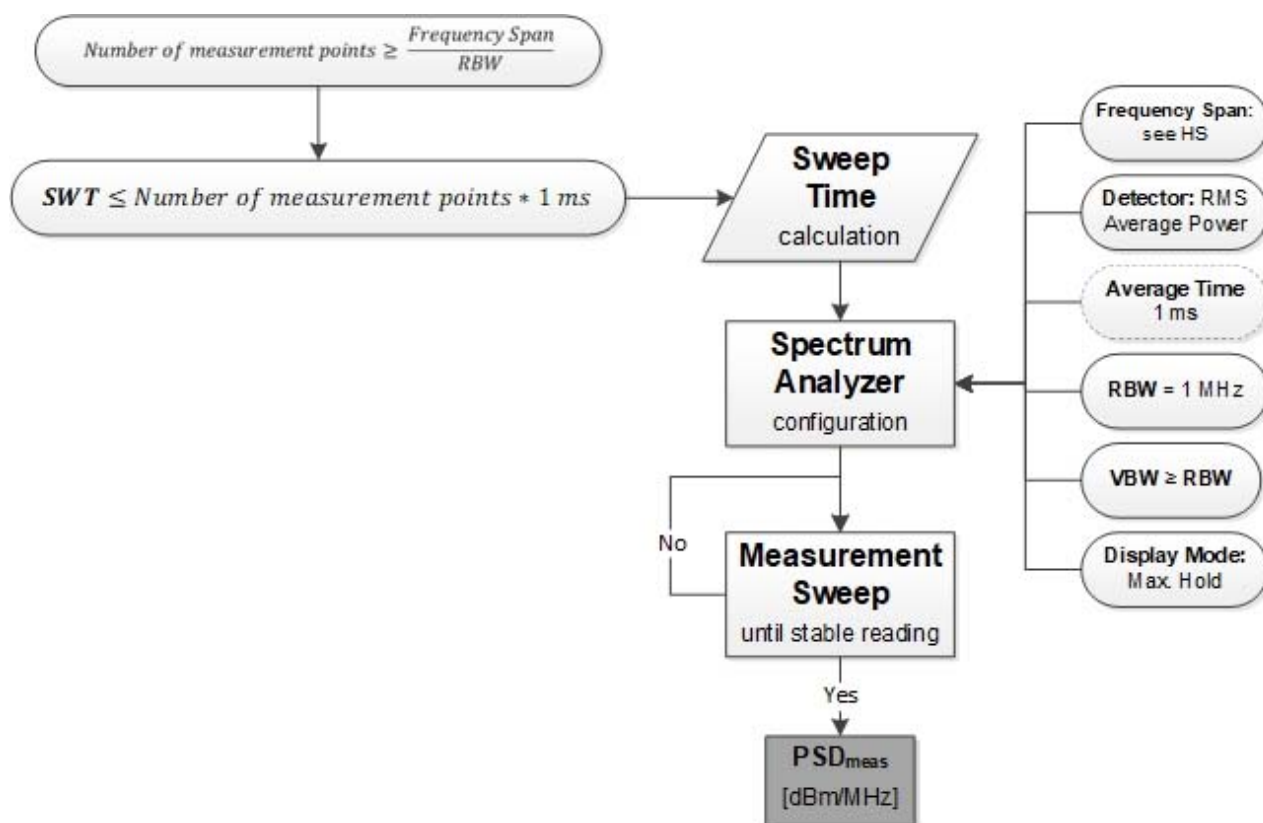 Number of measurement points ≥ Frequency Span / RBW
SWT ≤ Number of measurement points * 1 ms
Sweep
Time
calculation
Spectrum
Analyzer
configuration
Frequency Span:
see HS
Detector: RMS
Average Power
Average Time
1 ms
RBW = 1 MHz
VBW ≥ RBW
Display Mode:
Max. Hold
No
Measurement
Sweep
until stable reading
Yes
PSDmeas
[dBm/MHz]